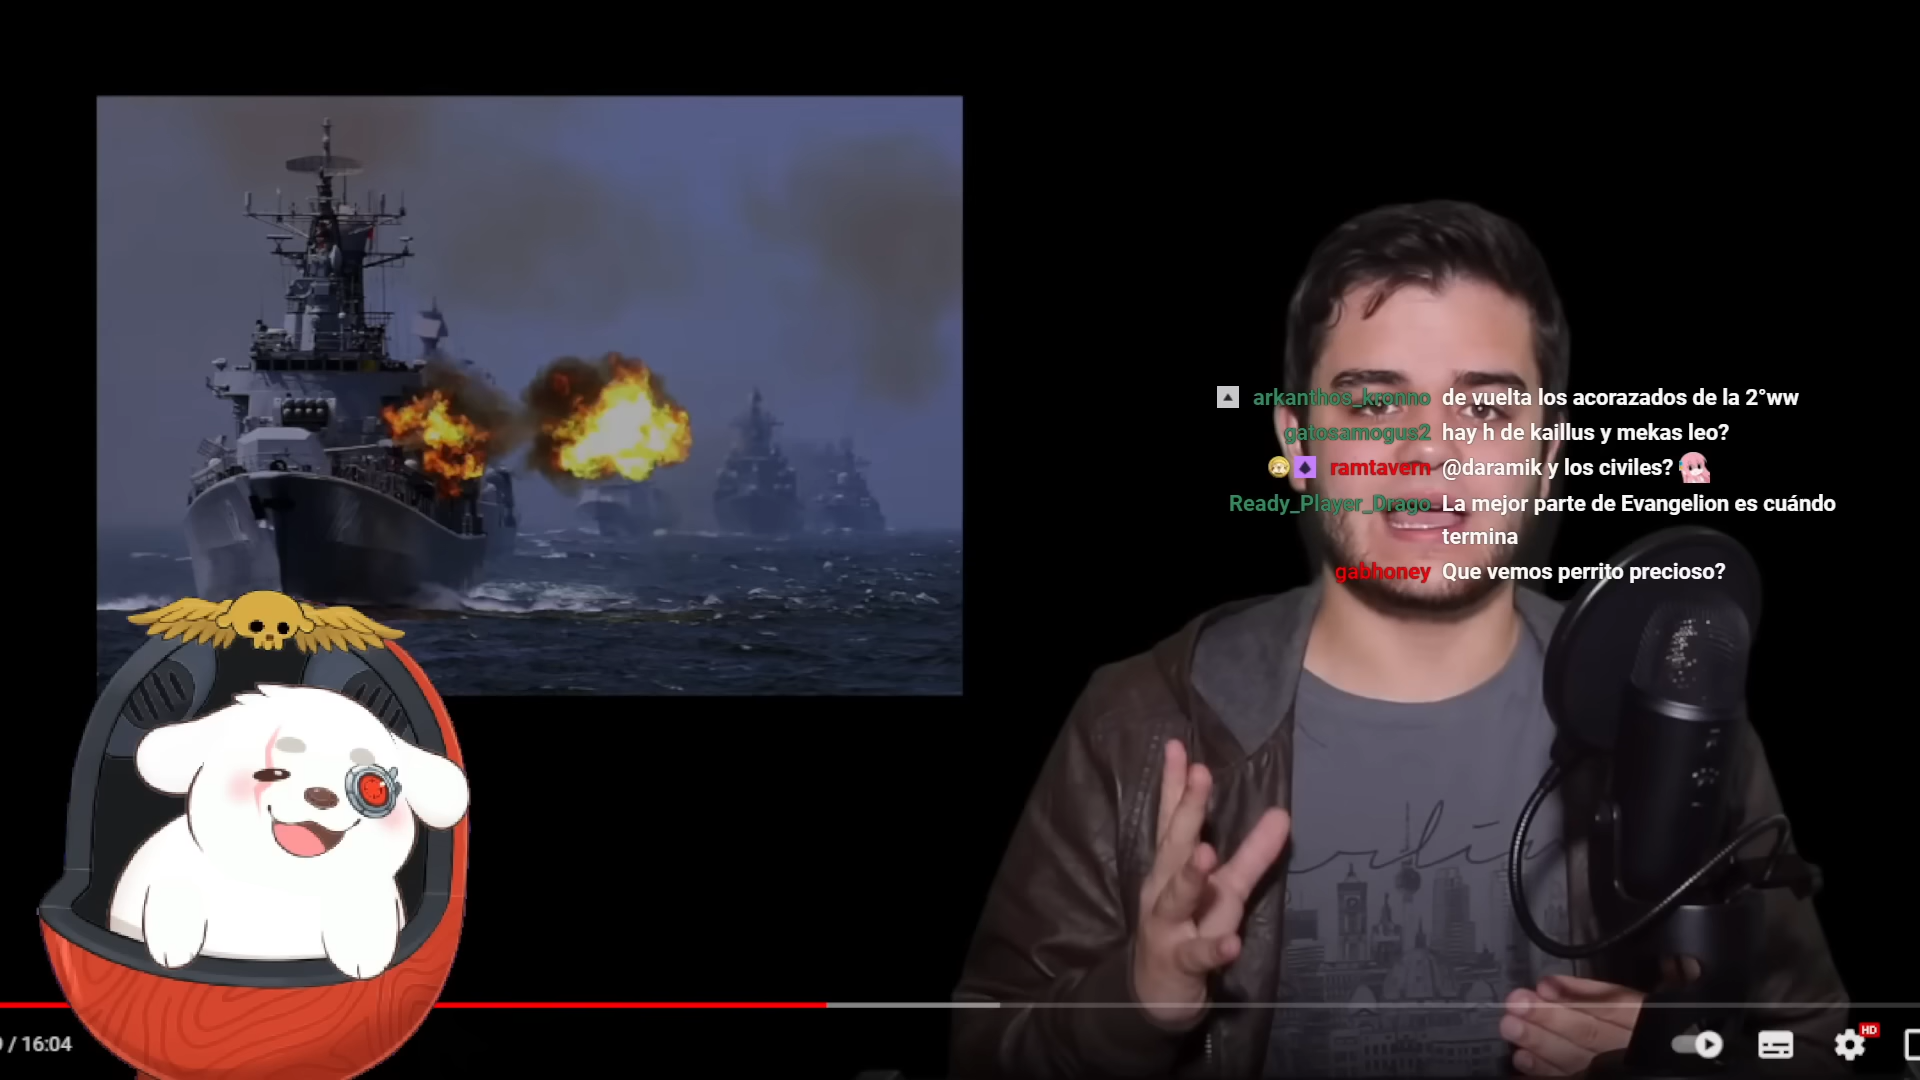 arkanthos_kronno de vuelta los acorazados de la 2°ww
gatosamogus2 hay h de kaillus y mekas leo?
ramtavern @daramik y los civiles?
Ready_Player_Drago La mejor parte de Evangelion es cuándo
termina
gabhoney Que vemos perrito precioso?
/ 16:04
HD